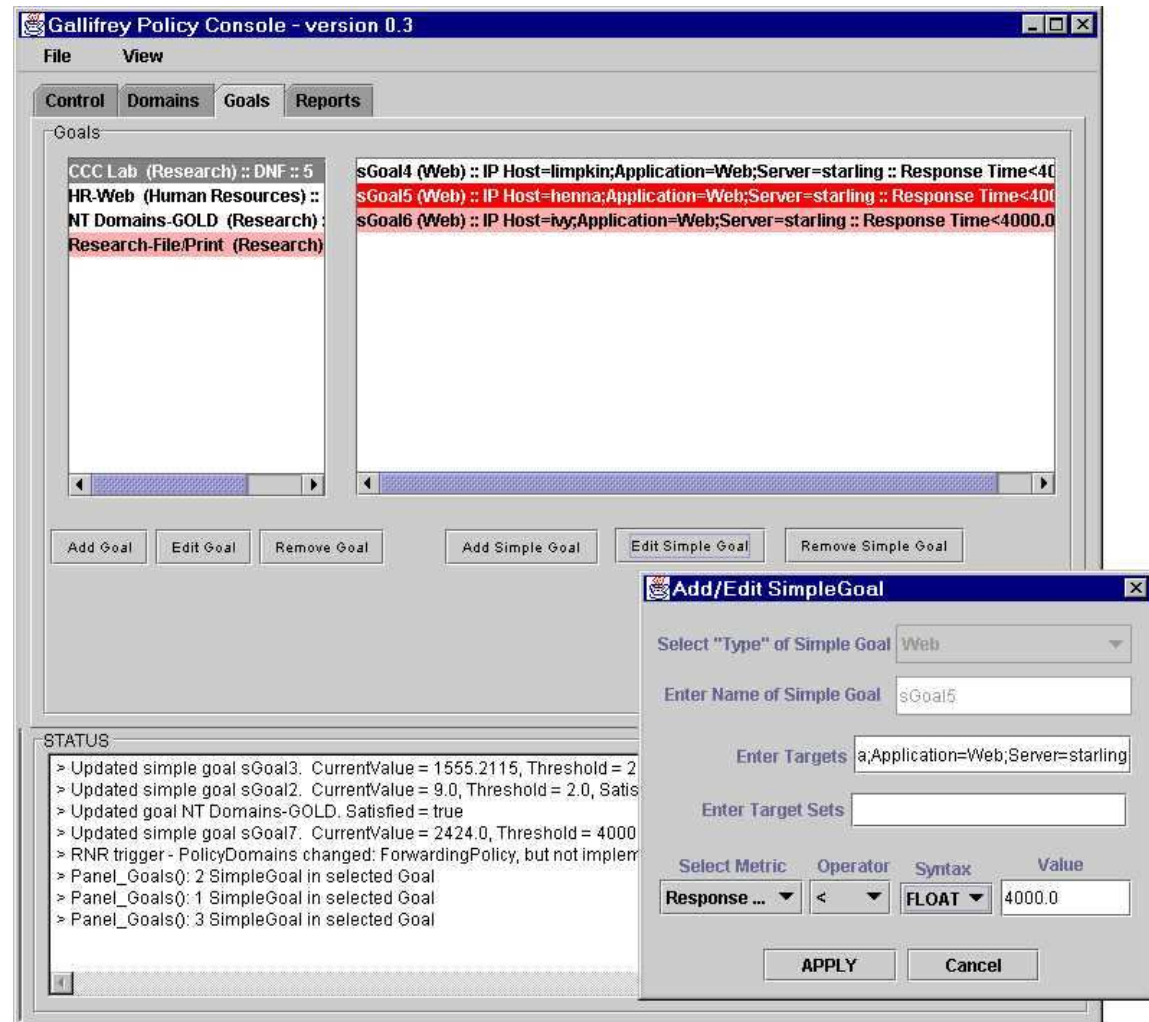 Gallifrey Policy Console - version 0.3
File View
Control Domains Goals Reports
Goals
CCC Lab (Research) :: DNF :: 5
HR-Web (Human Resources) ::
NT Domains-GOLD (Research) :
Research-File/Print (Research)
sGoal4 (Web) :: IP Host=limpkin;Application=Web;Server=starling :: Response Time<40
sGoal5 (Web) :: IP Host=henna;Application=Web;Server=starling :: Response Time<400
sGoal6 (Web) :: IP Host=ivy;Application=Web;Server=starling :: Response Time<4000.0
Add Goal Edit Goal Remove Goal Add Simple Goal Edit Simple Goal Remove Simple Goal
STATUS
> Updated simple goal sGoal3. CurrentValue = 1555.2115, Threshold = 2
> Updated simple goal sGoal2. CurrentValue = 9.0, Threshold = 2.0, Satis
> Updated goal NT Domains-GOLD. Satisfied = true
> Updated simple goal sGoal7. CurrentValue = 2424.0, Threshold = 4000
> RNR trigger - PolicyDomains changed: ForwardingPolicy, but not implem
> Panel_Goals(): 2 SimpleGoal in selected Goal
> Panel_Goals(): 1 SimpleGoal in selected Goal
> Panel_Goals(): 3 SimpleGoal in selected Goal
Add/Edit SimpleGoal
Select "Type" of Simple Goal Web
Enter Name of Simple Goal sGoal5
Enter Targets a;Application=Web;Server=starling
Enter Target Sets
Select Metric Operator Syntax Value
Response ... < FLOAT 4000.0
APPLY Cancel